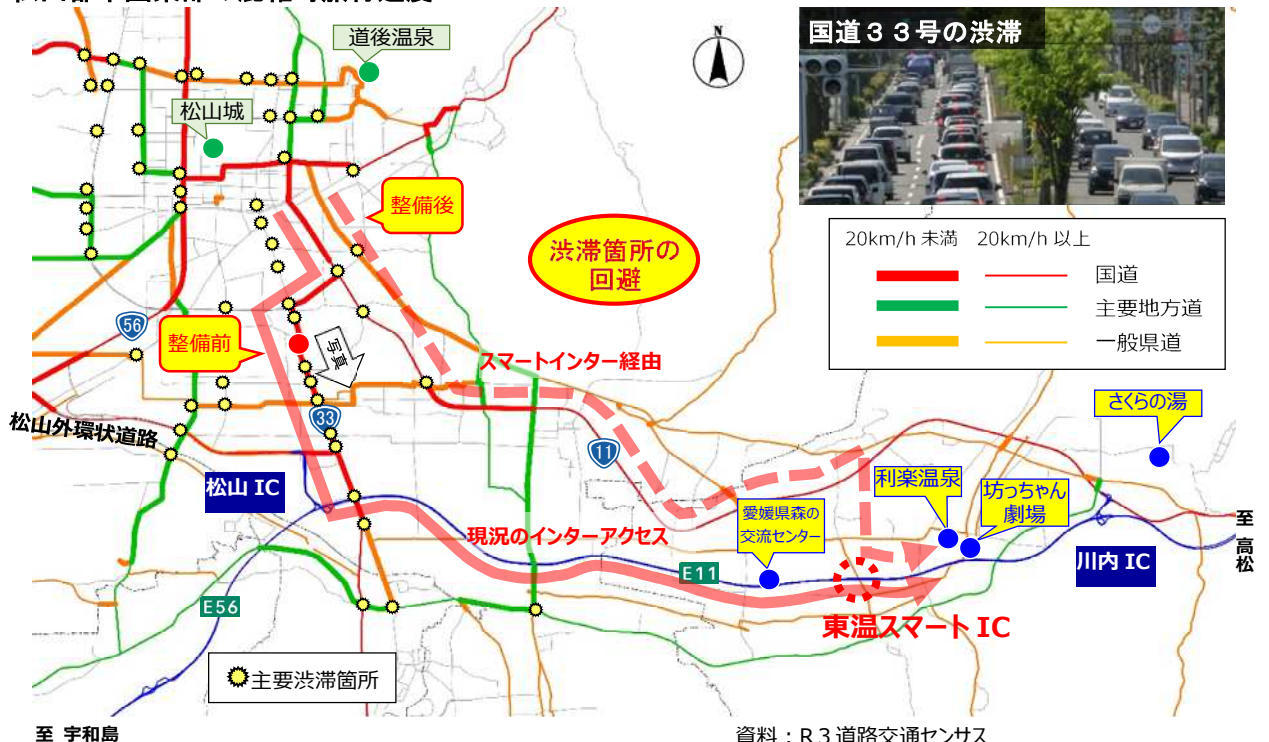 道後温泉
国道３３号の渋滞
松山城
整備後
渋滞箇所の
回避
20km/h 未満 20km/h 以上
国道
主要地方道
一般県道
56
整備前
写真
スマートインター経由
松山外環状道路
33
11
さくらの湯
松山 IC
利楽温泉
坊っちゃん
劇場
愛媛県森の
交流センター
現況のインターアクセス
至 高松
川内 IC
E11
E56
東温スマート IC
主要渋滞箇所
至 宇和島
資料：R３道路交通センサス